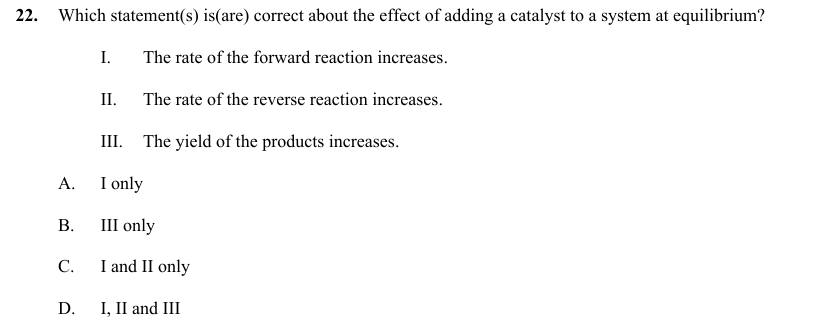 22. Which statement(s) is(are) correct about the effect of adding a catalyst to a system at equilibrium?
I. The rate of the forward reaction increases.
II. The rate of the reverse reaction increases.
III. The yield of the products increases.
A. I only
B. III only
C. I and II only
D. I, II and III